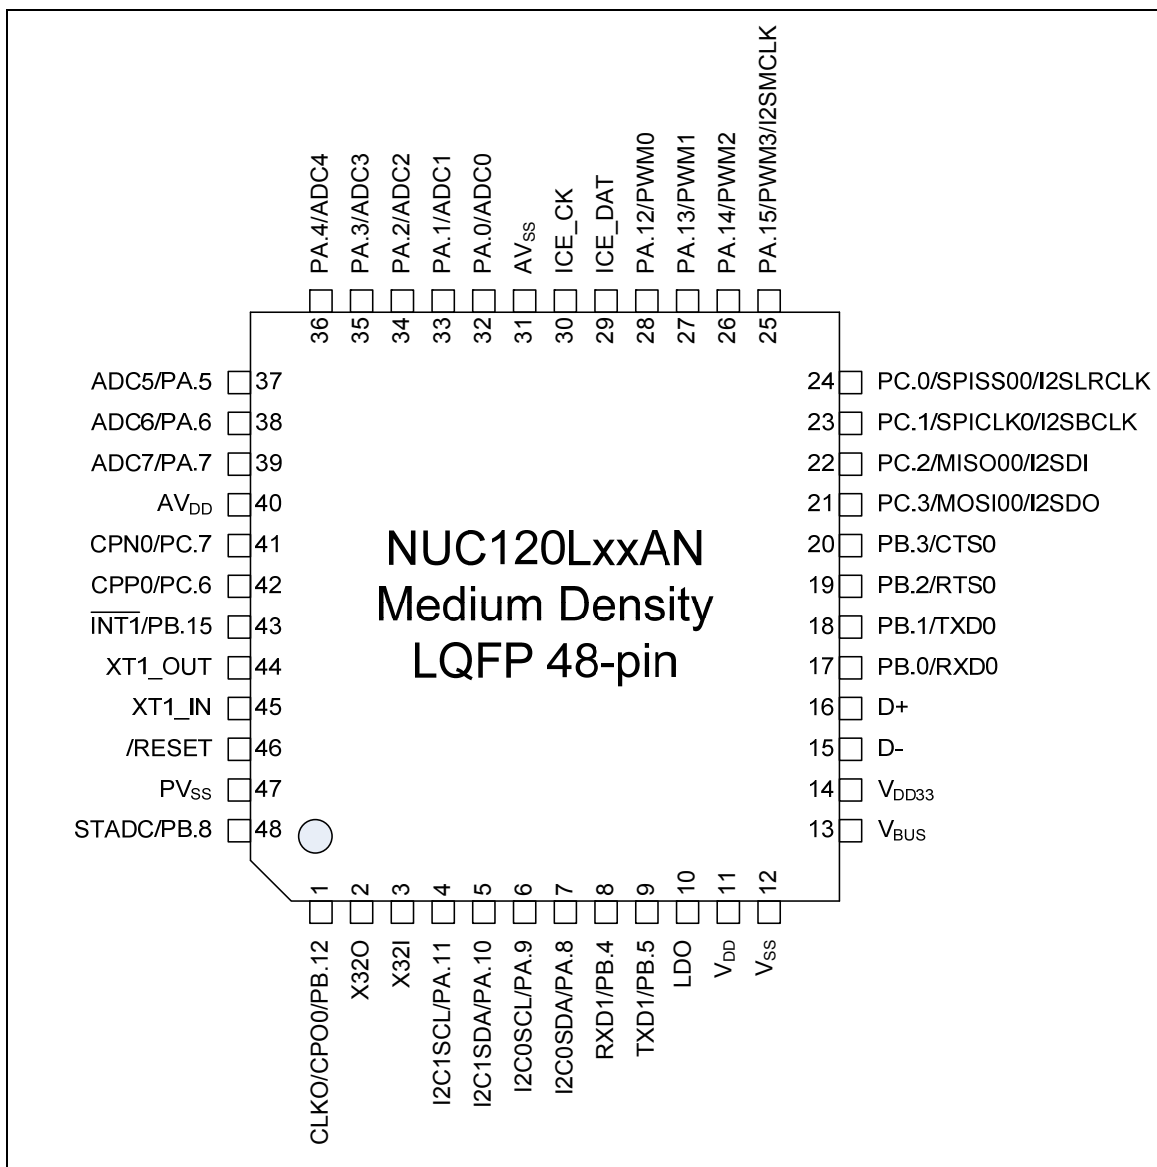 PA.4/ADC4
PA.3/ADC3
PA.2/ADC2
PA.1/ADC1
PA.0/ADC0
AVSS
ICE_CK
ICE_DAT
PA.12/PWM0
PA.13/PWM1
PA.14/PWM2
PA.15/PWM3/I2SMCLK
36
35
34
33
32
31
30
29
28
27
26
25
ADC5/PA.5 37
ADC6/PA.6 38
ADC7/PA.7 39
AVDD 40
CPN0/PC.7 41
CPP0/PC.6 42
INT1/PB.15 43
XT1_OUT 44
XT1_IN 45
/RESET 46
PVSS 47
STADC/PB.8 48
NUC120LxxAN
Medium Density
LQFP 48-pin
24 PC.0/SPISS00/I2SLRCLK
23 PC.1/SPICLK0/I2SBCLK
22 PC.2/MISO00/I2SDI
21 PC.3/MOSI00/I2SDO
20 PB.3/CTS0
19 PB.2/RTS0
18 PB.1/TXD0
17 PB.0/RXD0
16 D+
15 D-
14 VDD33
13 VBUS
1
2
3
4
5
6
7
8
9
10
11
12
CLKO/CPO0/PB.12
X32O
X32I
I2C1SCL/PA.11
I2C1SDA/PA.10
I2C0SCL/PA.9
I2C0SDA/PA.8
RXD1/PB.4
TXD1/PB.5
LDO
VDD
VSS